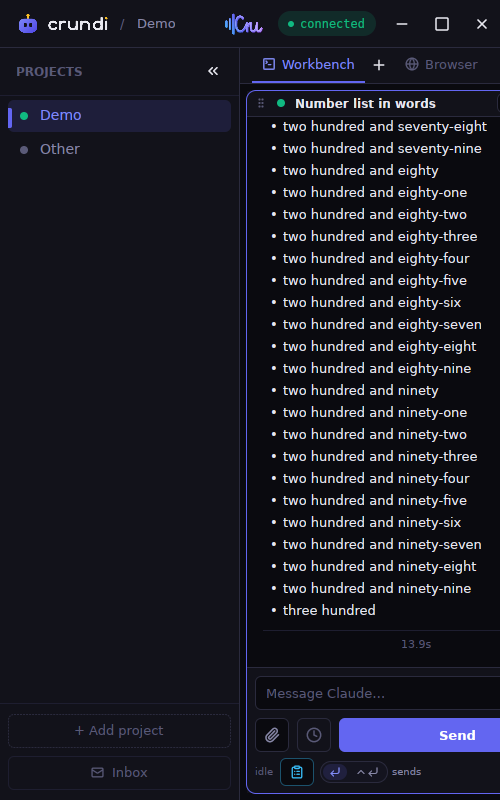 crundi / Demo
Cru
connected
PROJECTS
Workbench
Browser
Demo
Other
Number list in words
• two hundred and seventy-eight
• two hundred and seventy-nine
• two hundred and eighty
• two hundred and eighty-one
• two hundred and eighty-two
• two hundred and eighty-three
• two hundred and eighty-four
• two hundred and eighty-five
• two hundred and eighty-six
• two hundred and eighty-seven
• two hundred and eighty-eight
• two hundred and eighty-nine
• two hundred and ninety
• two hundred and ninety-one
• two hundred and ninety-two
• two hundred and ninety-three
• two hundred and ninety-four
• two hundred and ninety-five
• two hundred and ninety-six
• two hundred and ninety-seven
• two hundred and ninety-eight
• two hundred and ninety-nine
• three hundred
13.9s
Message Claude...
Send
idle
sends
+ Add project
Inbox